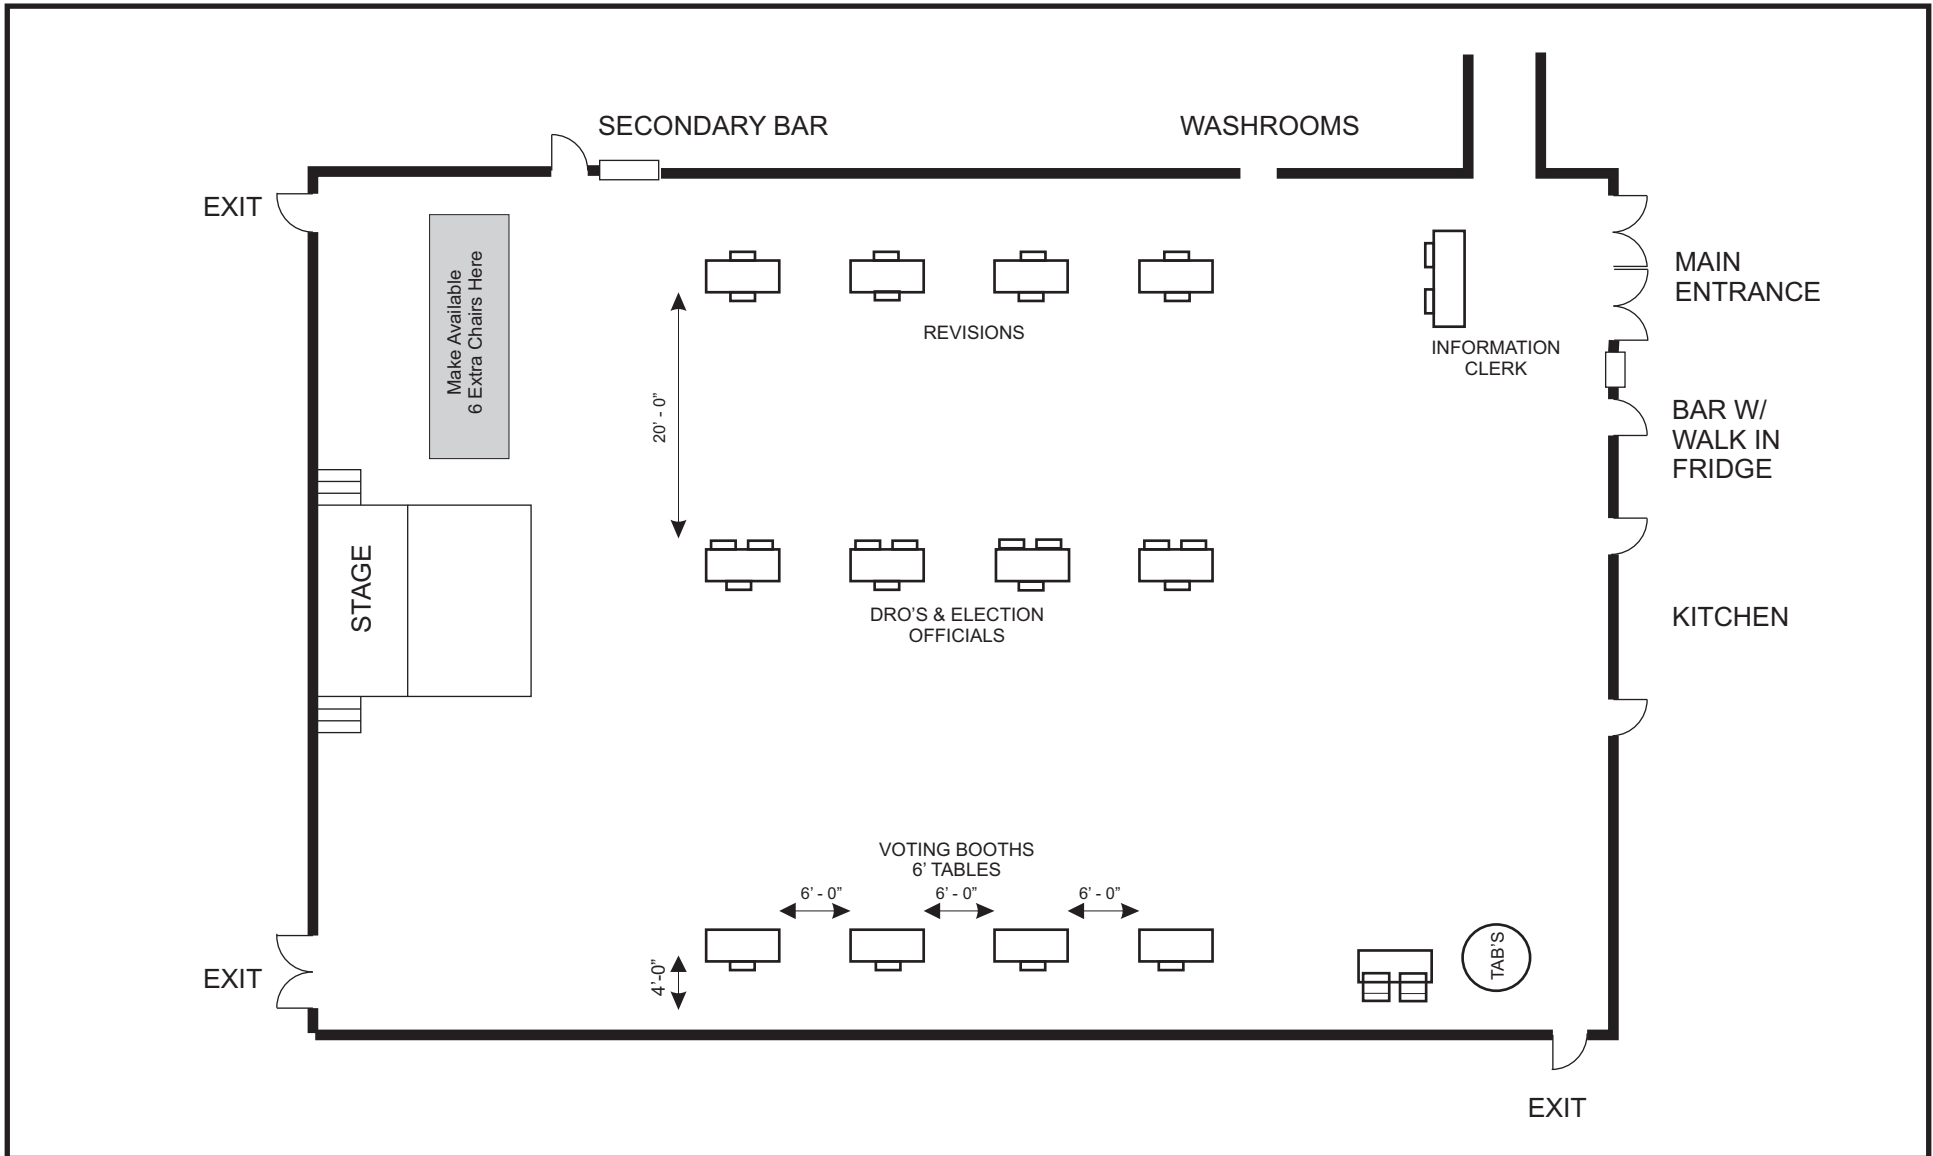 SECONDARY BAR
WASHROOMS
EXIT
Make Available
6 Extra Chairs Here
MAIN
ENTRANCE
REVISIONS
INFORMATION
CLERK
20' - 0"
BAR W/
WALK IN
FRIDGE
STAGE
DRO'S & ELECTION
OFFICIALS
KITCHEN
VOTING BOOTHS
6' TABLES
6' - 0"
6' - 0"
6' - 0"
4'-0"
TAB'S
EXIT
EXIT